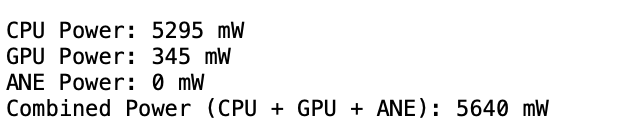 CPU Power: 5295 mW
GPU Power: 345 mW
ANE Power: 0 mW
Combined Power (CPU + GPU + ANE): 5640 mW